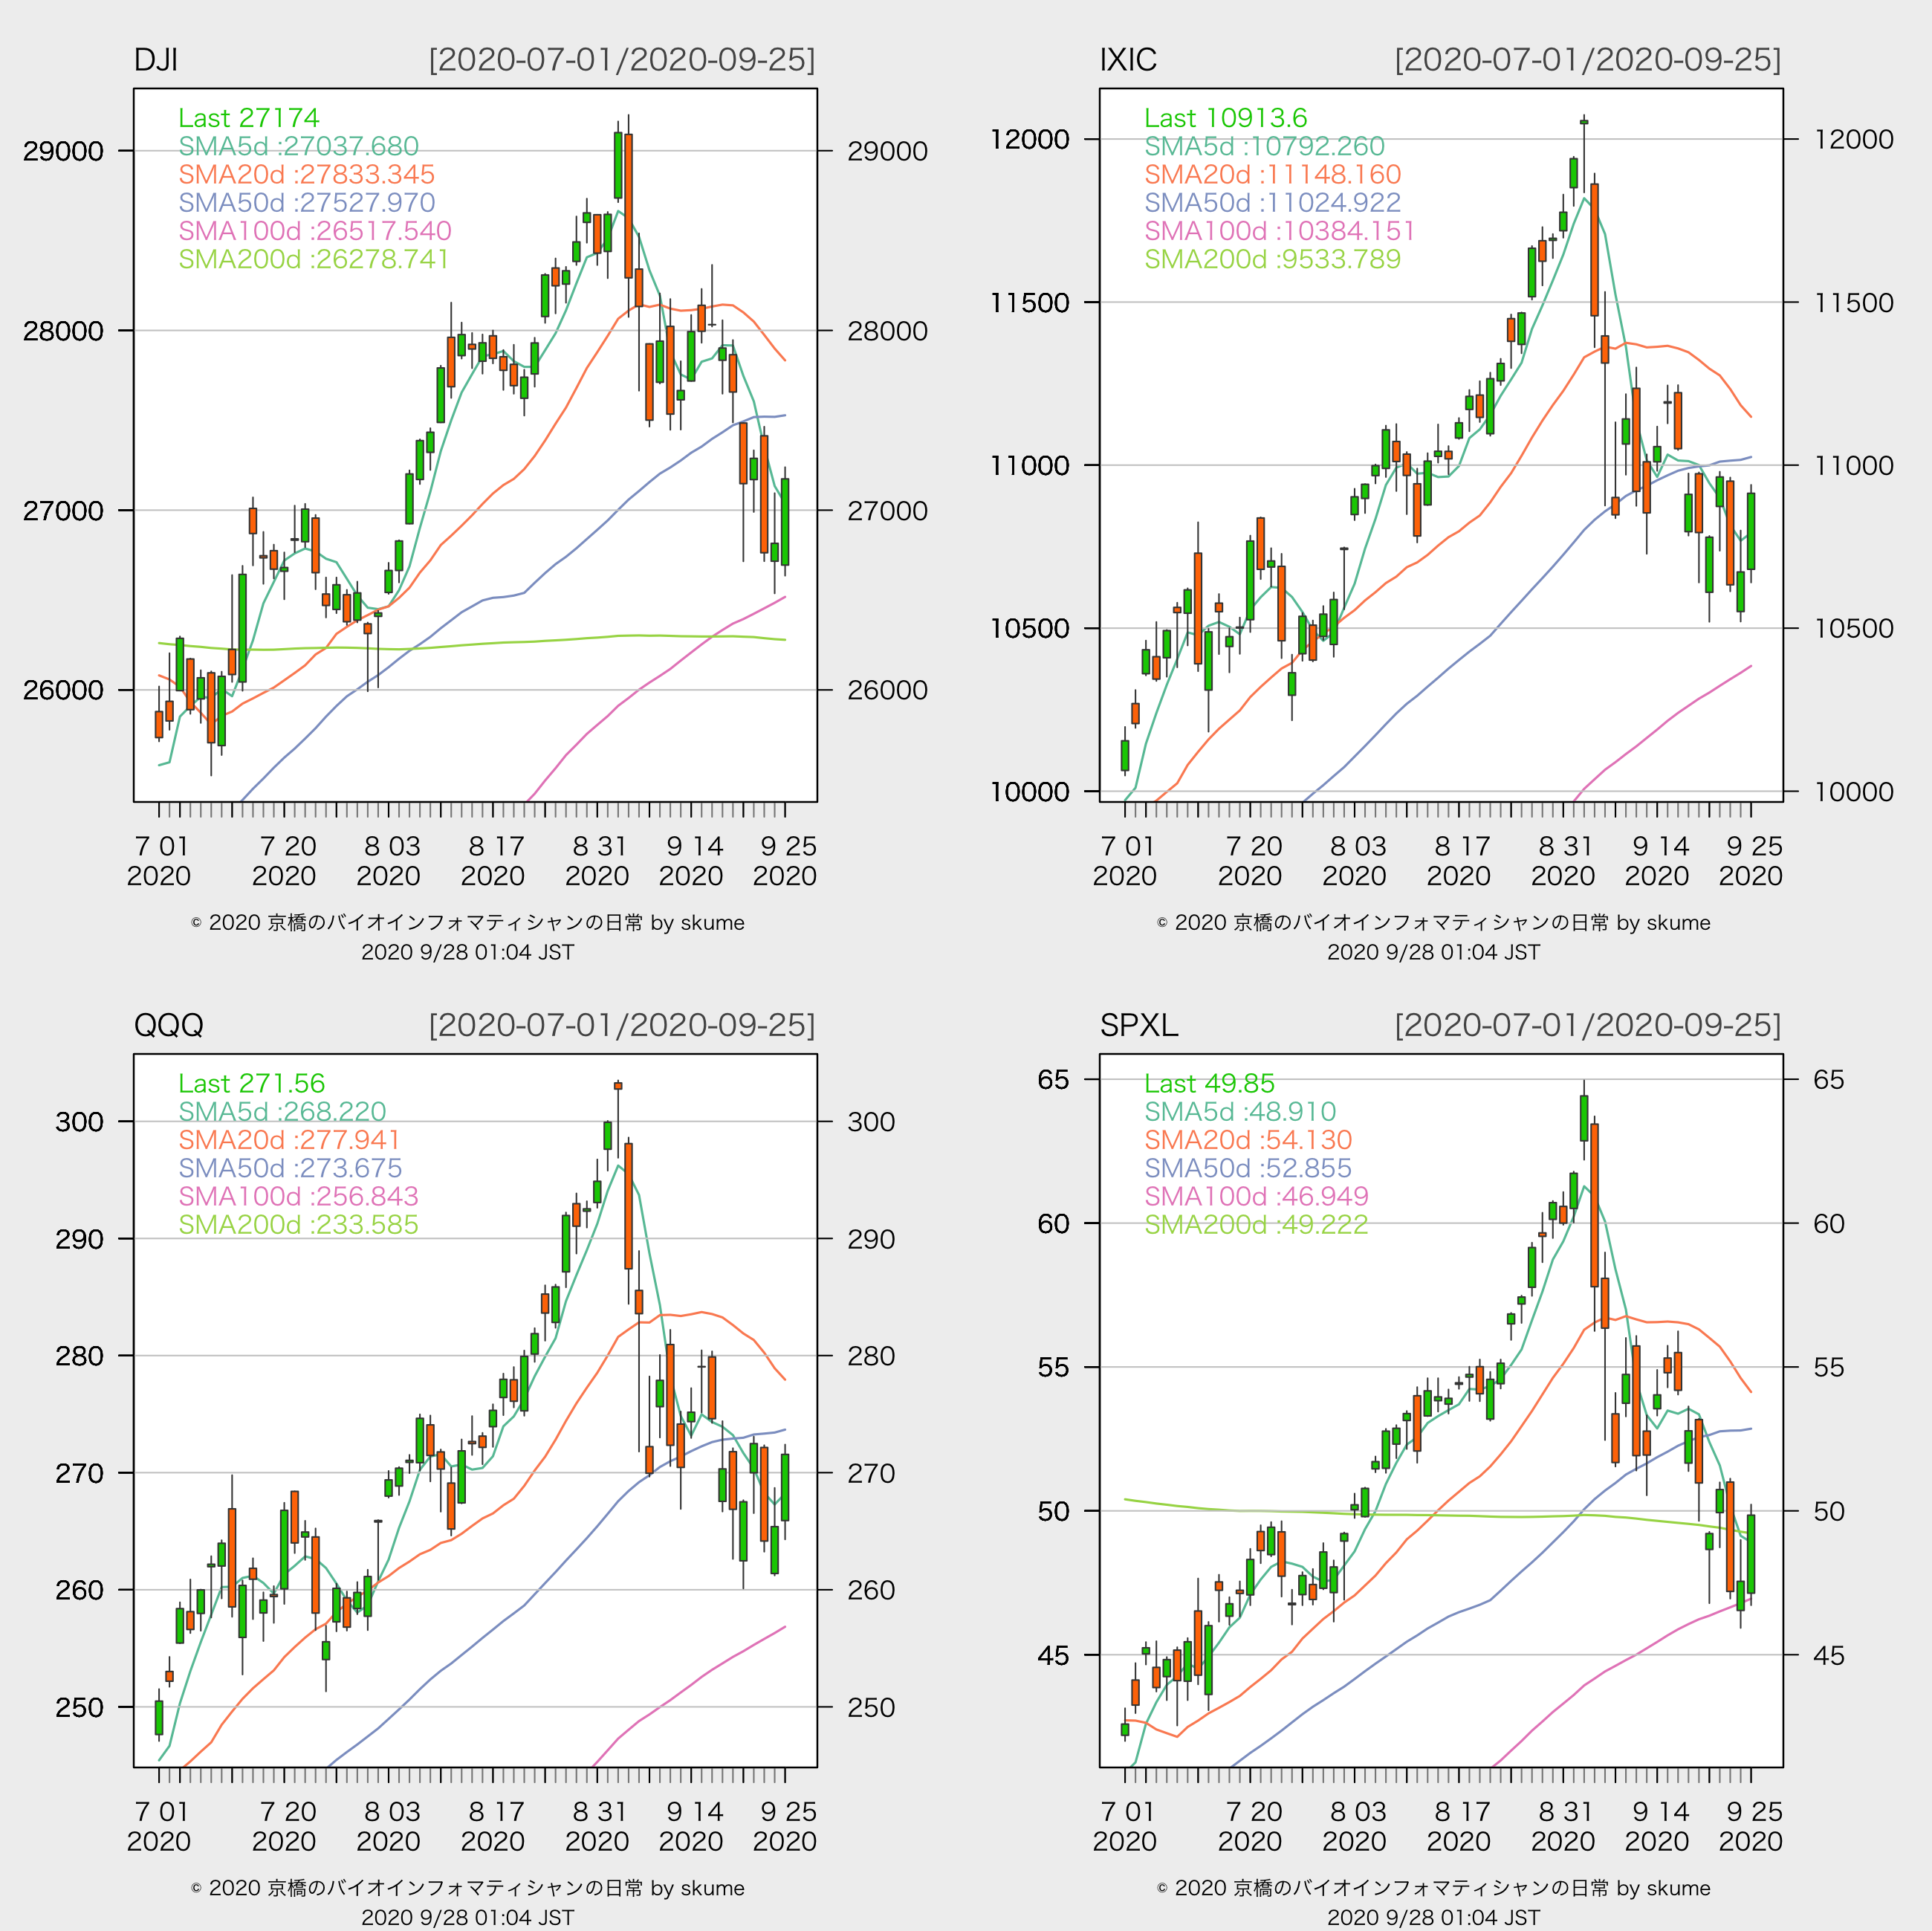 DJI [2020-07-01/2020-09-25]
Last 27174
SMA5d :27037.680
SMA20d :27833.345
SMA50d :27527.970
SMA100d :26517.540
SMA200d :26278.741
29000 29000
28000 28000
27000 27000
26000 26000
7 01 7 20 8 03 8 17 8 31 9 14 9 25
2020 2020 2020 2020 2020 2020 2020
© 2020 京橋のバイオインフォマティシャンの日常 by skume
2020 9/28 01:04 JST
IXIC [2020-07-01/2020-09-25]
Last 10913.6
SMA5d :10792.260
SMA20d :11148.160
SMA50d :11024.922
SMA100d :10384.151
SMA200d :9533.789
12000 12000
11500 11500
11000 11000
10500 10500
10000 10000
7 01 7 20 8 03 8 17 8 31 9 14 9 25
2020 2020 2020 2020 2020 2020 2020
© 2020 京橋のバイオインフォマティシャンの日常 by skume
2020 9/28 01:04 JST
QQQ [2020-07-01/2020-09-25]
Last 271.56
SMA5d :268.220
SMA20d :277.941
SMA50d :273.675
SMA100d :256.843
SMA200d :233.585
300 300
290 290
280 280
270 270
260 260
250 250
7 01 7 20 8 03 8 17 8 31 9 14 9 25
2020 2020 2020 2020 2020 2020 2020
© 2020 京橋のバイオインフォマティシャンの日常 by skume
2020 9/28 01:04 JST
SPXL [2020-07-01/2020-09-25]
Last 49.85
SMA5d :48.910
SMA20d :54.130
SMA50d :52.855
SMA100d :46.949
SMA200d :49.222
65 65
60 60
55 55
50 50
45 45
7 01 7 20 8 03 8 17 8 31 9 14 9 25
2020 2020 2020 2020 2020 2020 2020
© 2020 京橋のバイオインフォマティシャンの日常 by skume
2020 9/28 01:04 JST